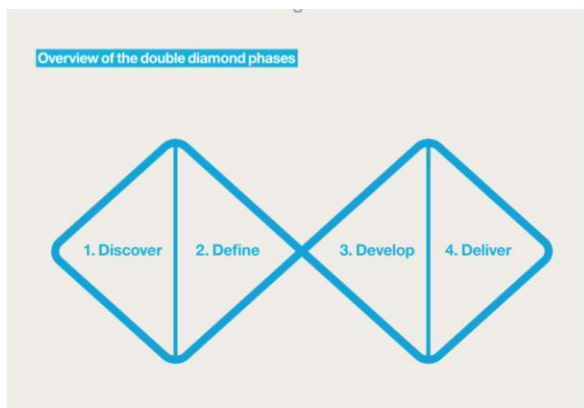 Overview of the double diamond phases
1. Discover
2. Define
3. Develop
4. Deliver